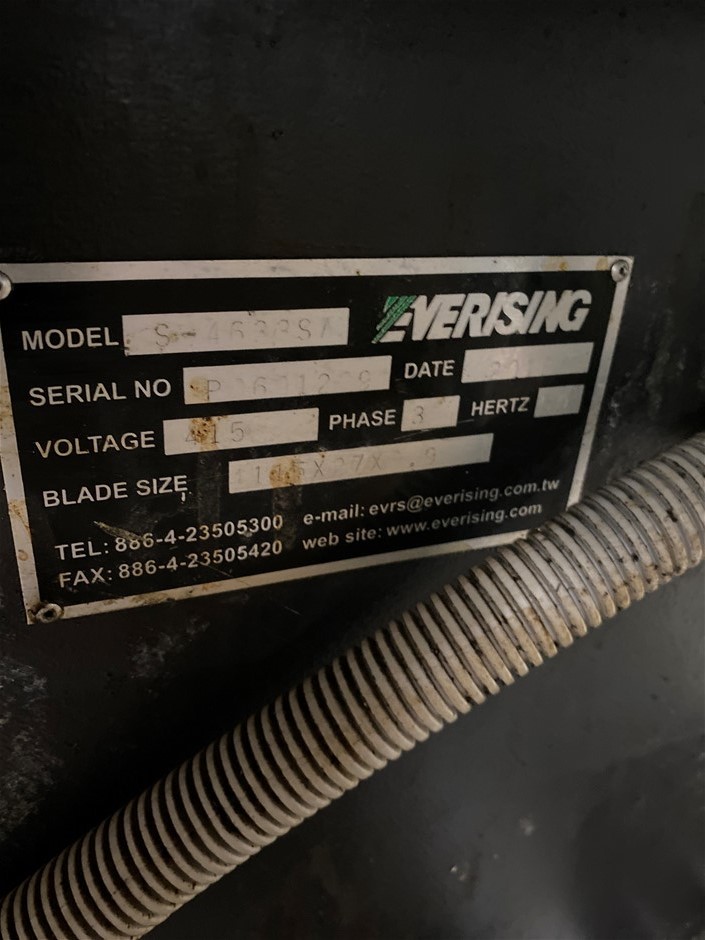 EVERISING
MODEL
SERIAL NO DATE
VOLTAGE 415 PHASE 3 HERTZ
BLADE SIZE
TEL: 886-4-23505300 e-mail: evrs@everising.com.tw
FAX: 886-4-23505420 web site: www.everising.com